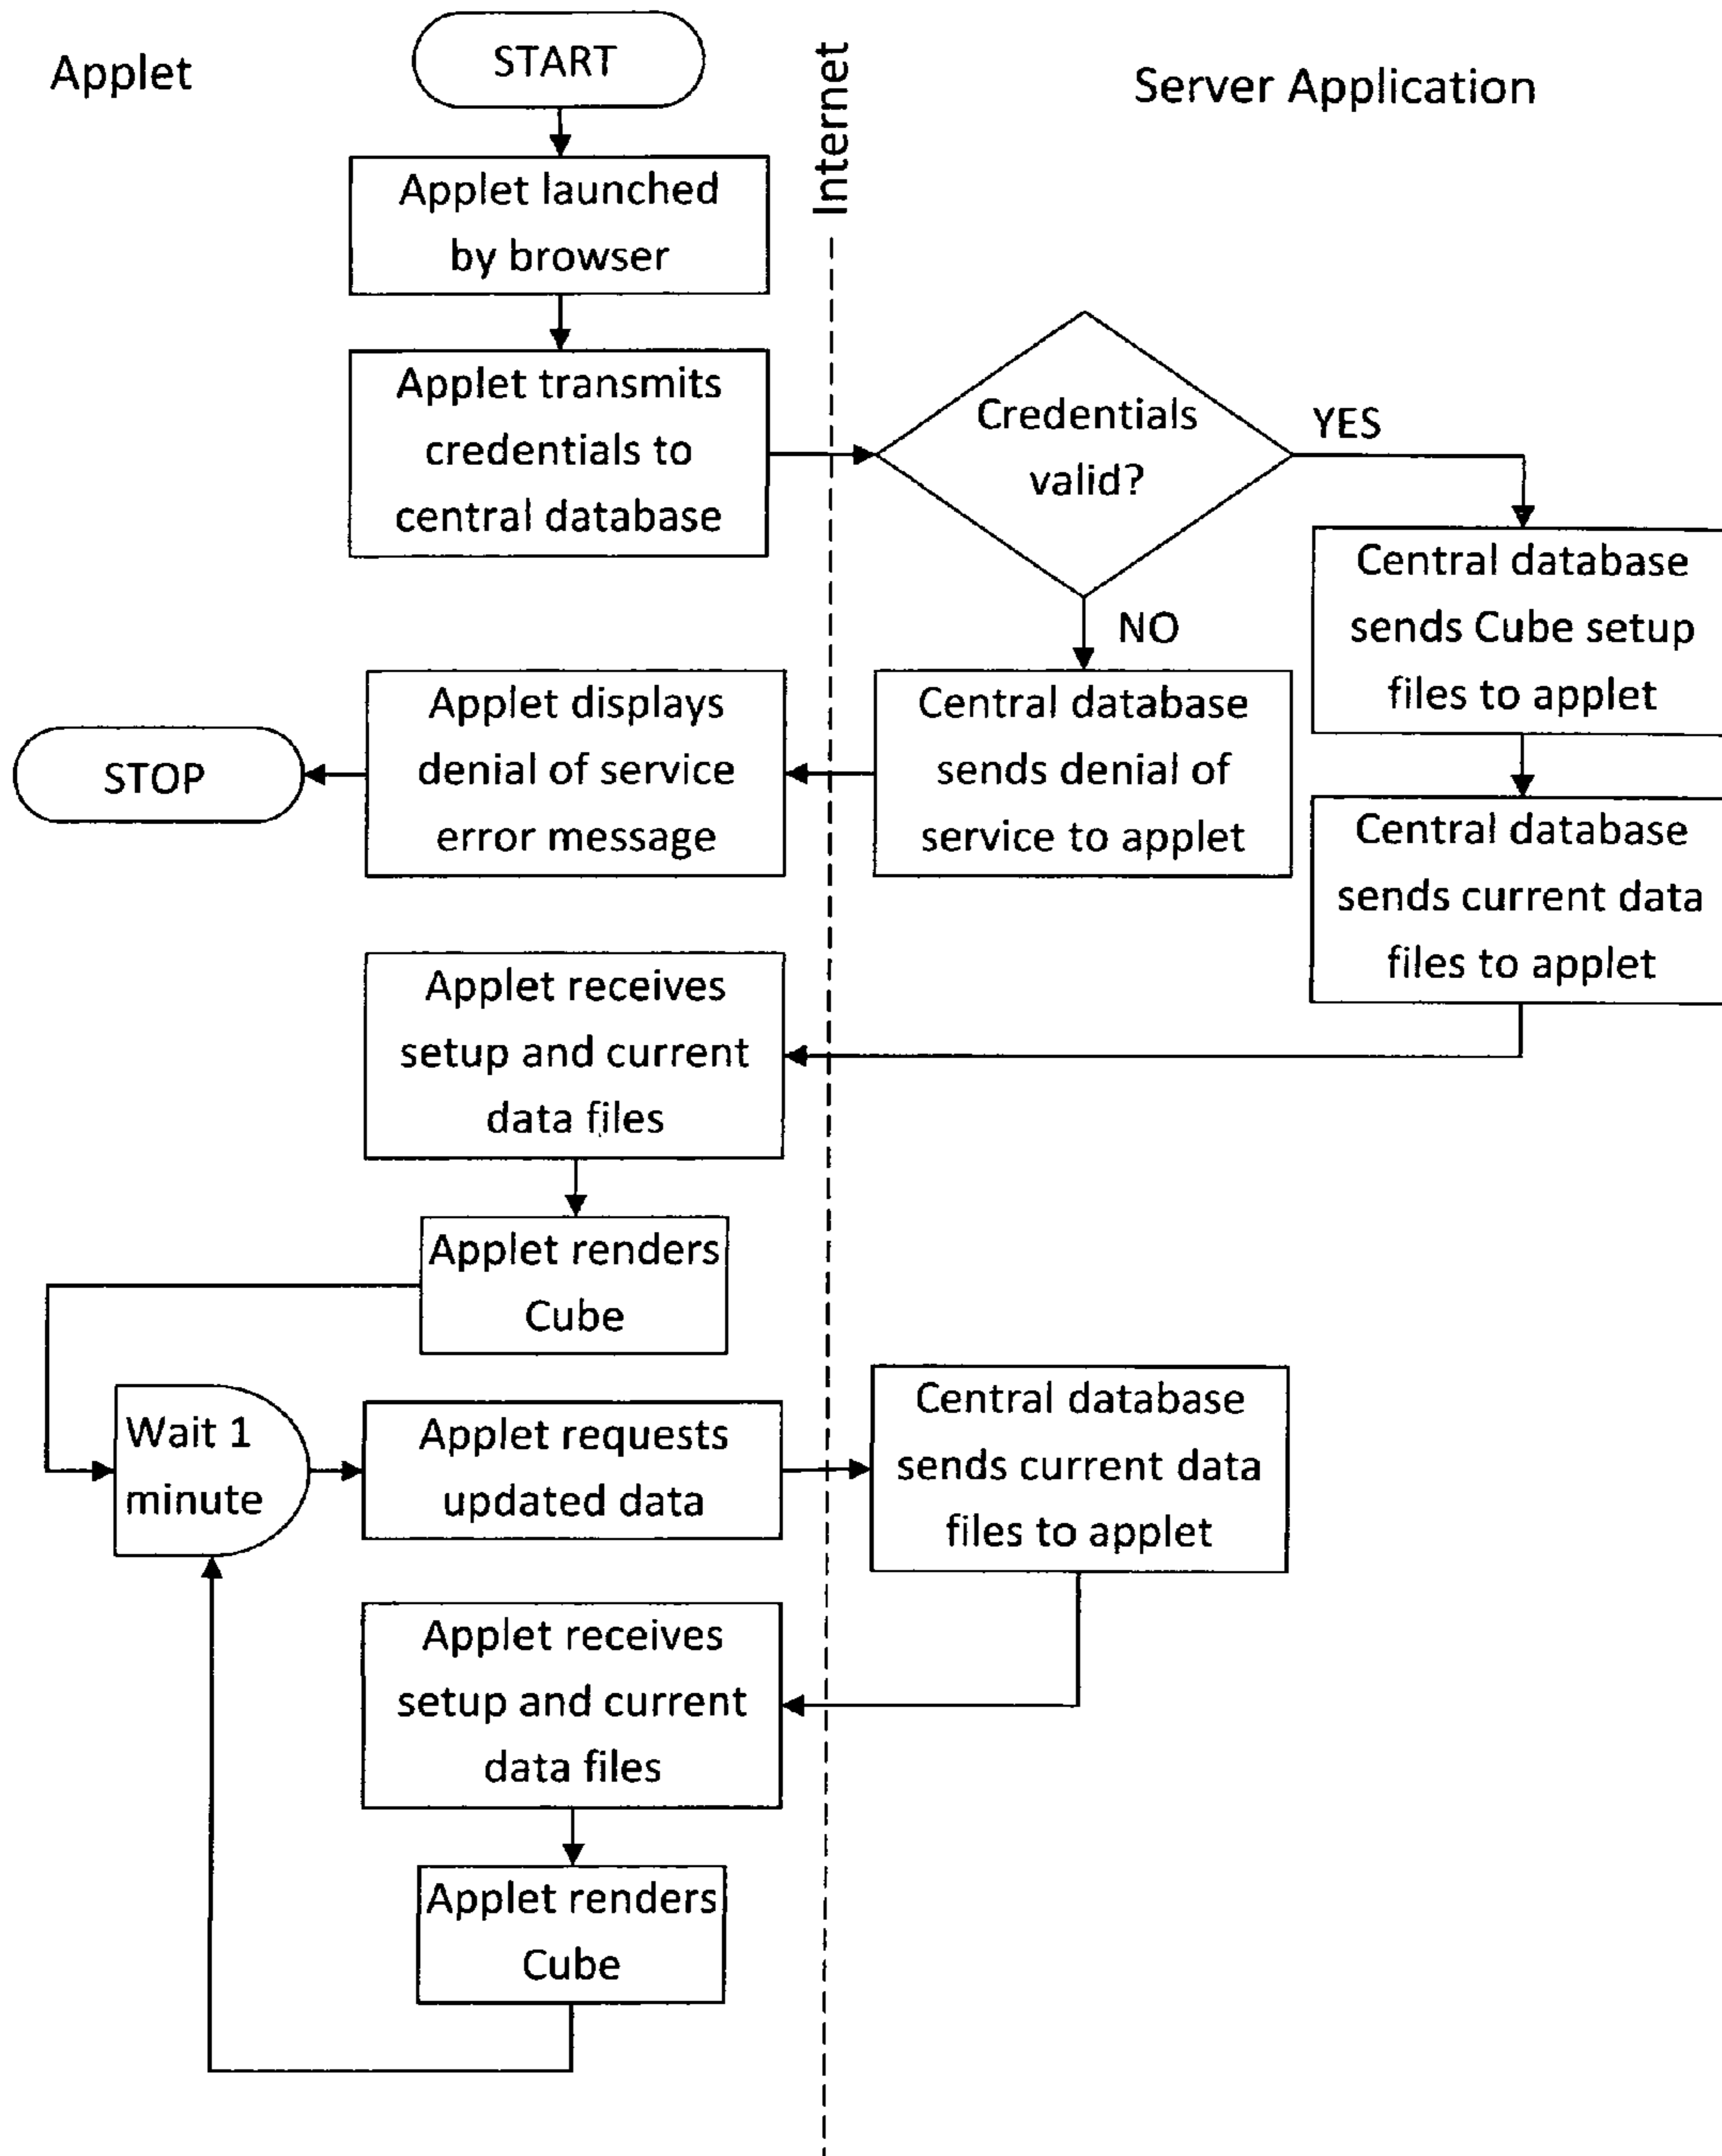 Applet
START
Internet
Server Application
Applet launched
by browser
Applet transmits
credentials to
central database
Credentials
valid?
YES
NO
Central database
sends Cube setup
files to applet
Central database
sends current data
files to applet
Central database
sends denial of
service to applet
Applet displays
denial of service
error message
STOP
Applet receives
setup and current
data files
Applet renders
Cube
Wait 1
minute
Applet requests
updated data
Central database
sends current data
files to applet
Applet receives
setup and current
data files
Applet renders
Cube